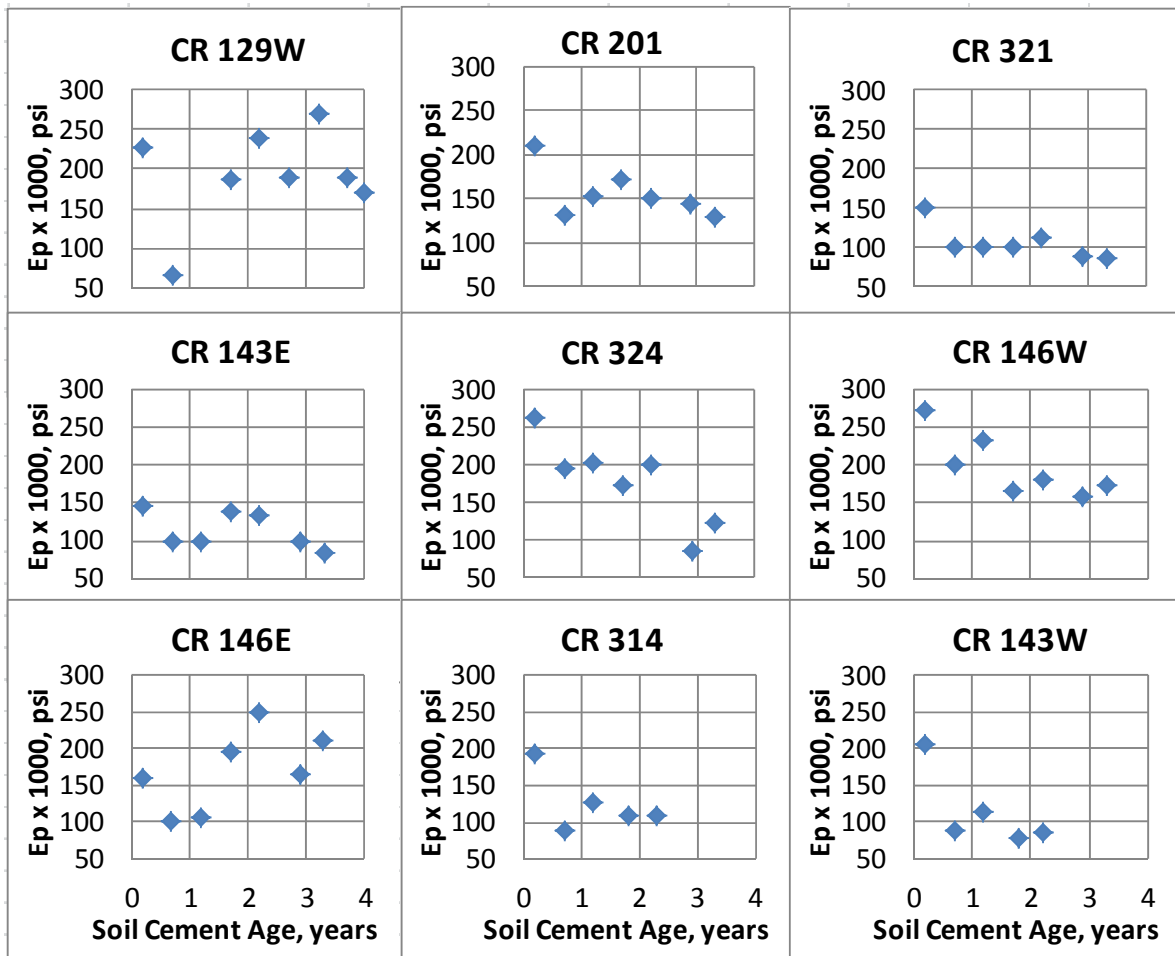 CR 129W
Ep x 1000, psi
300
250
200
150
100
50
CR 201
Ep x 1000, psi
300
250
200
150
100
50
CR 321
Ep x 1000, psi
300
250
200
150
100
50
CR 143E
Ep x 1000, psi
300
250
200
150
100
50
CR 324
Ep x 1000, psi
300
250
200
150
100
50
CR 146W
Ep x 1000, psi
300
250
200
150
100
50
CR 146E
Ep x 1000, psi
300
250
200
150
100
50
0 1 2 3 4
Soil Cement Age, years
CR 314
Ep x 1000, psi
300
250
200
150
100
50
0 1 2 3 4
Soil Cement Age, years
CR 143W
Ep x 1000, psi
300
250
200
150
100
50
0 1 2 3 4
Soil Cement Age, years